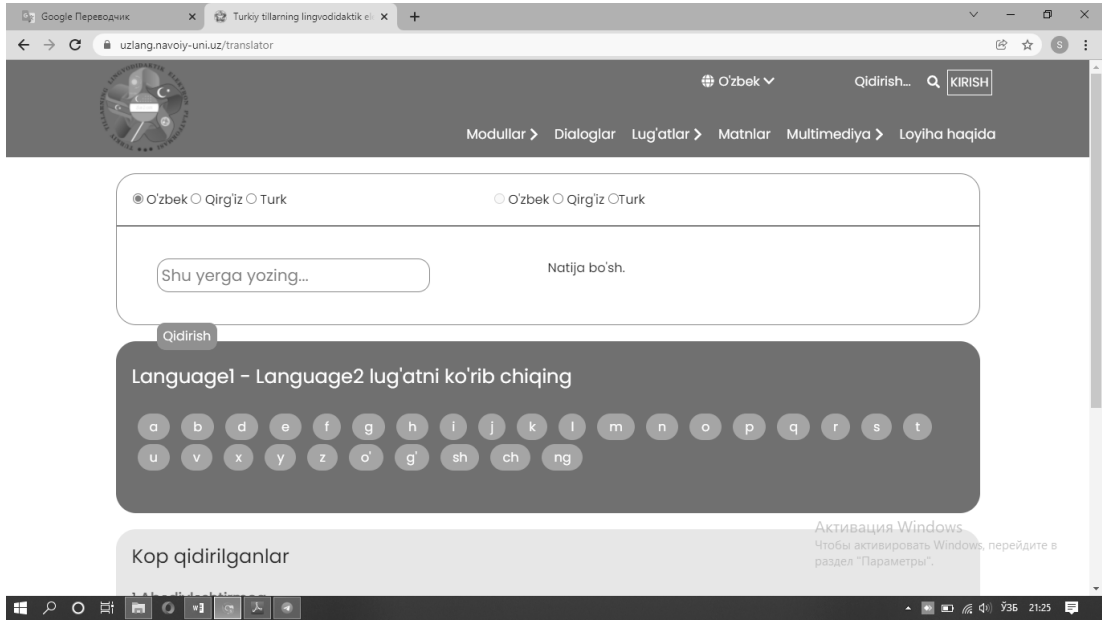 Google Переводчик
Turkiy tillarning lingvodidaktik el
uzlang.navoiy-uni.uz/translator
S
O'zbek
Qidirish...
KIRISH
Modullar
Dialoglar
Lug'atlar
Matnlar
Multimediya
Loyiha haqida
O'zbek Qirg'iz Turk
O'zbek Qirg'iz Turk
Shu yerga yozing...
Natija bo'sh.
Qidirish
Language1 - Language2 lug'atni ko'rib chiqing
a b d e f g h i j k l m n o p q r s t
u v x y z o' g' sh ch ng
Kop qidirilganlar
Активация Windows
Чтобы активировать Windows, перейдите в
раздел "Параметры".
ЎЗБ 21:25